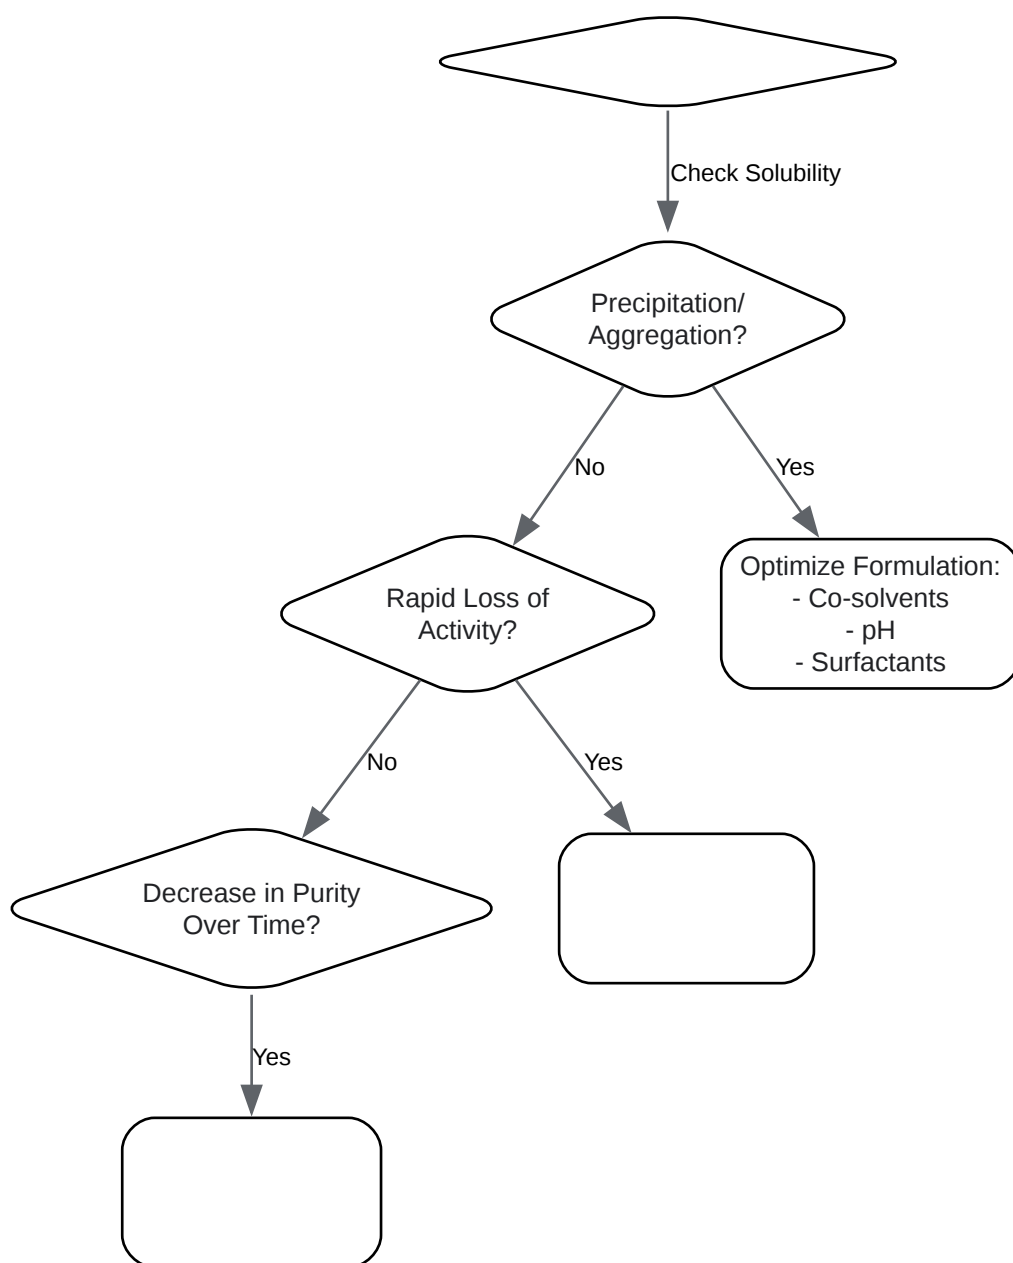 Check Solubility
Precipitation/
Aggregation?
No
Yes
Optimize Formulation:
- Co-solvents
- pH
- Surfactants
Rapid Loss of
Activity?
No
Yes
Decrease in Purity
Over Time?
Yes